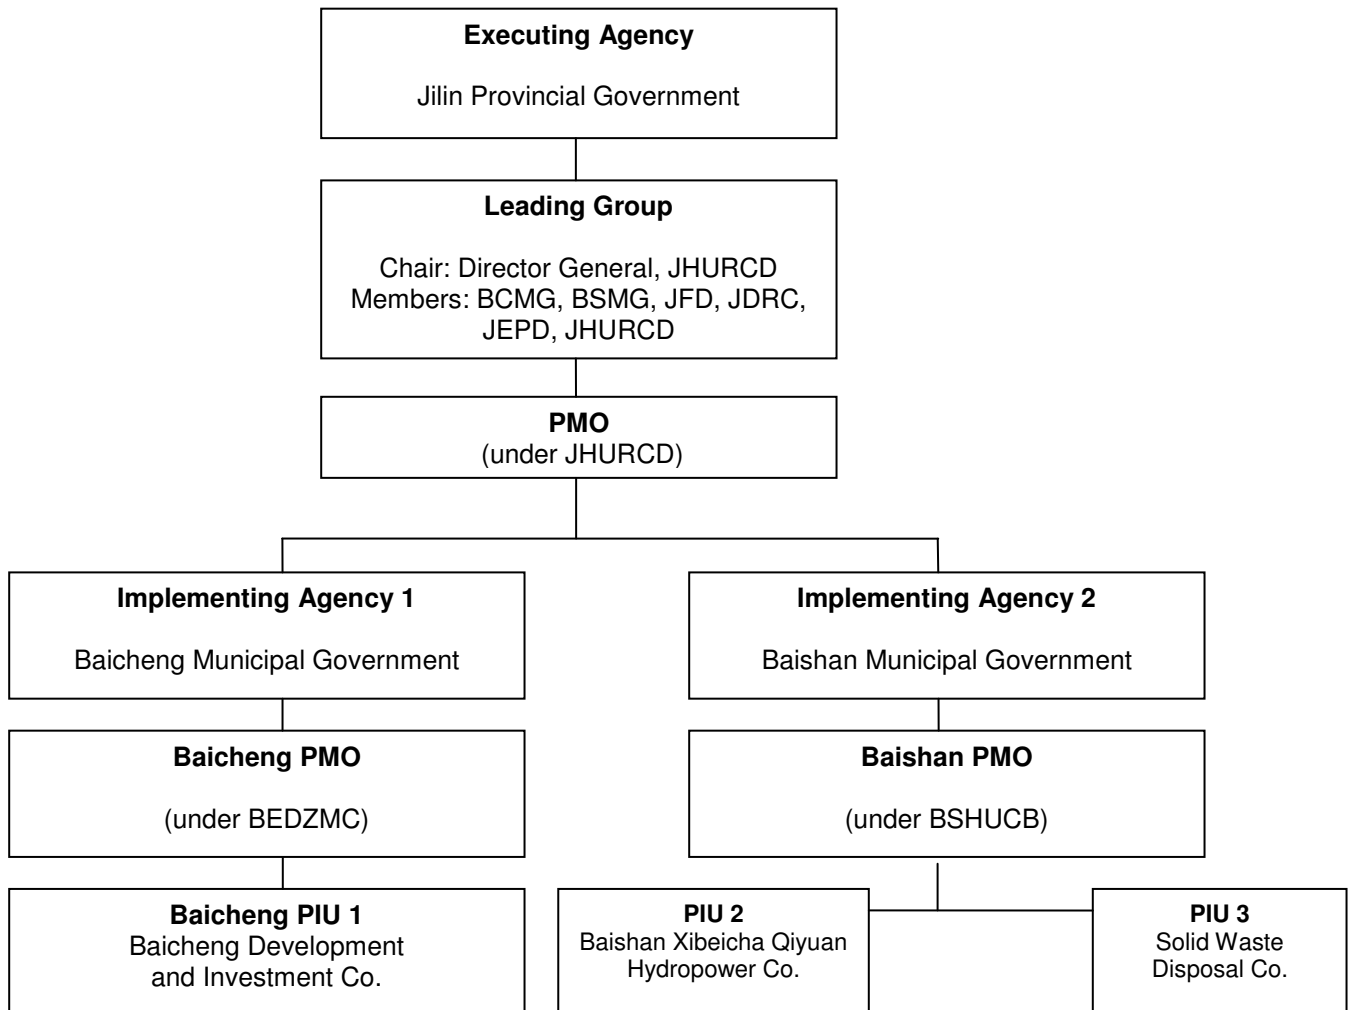 Executing Agency
Jilin Provincial Government
Leading Group
Chair: Director General, JHURCD
Members: BCMG, BSMG, JFD, JDRC,
JEPD, JHURCD
PMO
(under JHURCD)
Implementing Agency 1
Baicheng Municipal Government
Implementing Agency 2
Baishan Municipal Government
Baicheng PMO
(under BEDZMC)
Baishan PMO
(under BSHUCB)
Baicheng PIU 1
Baicheng Development
and Investment Co.
PIU 2
Baishan Xibeicha Qiyuan
Hydropower Co.
PIU 3
Solid Waste
Disposal Co.